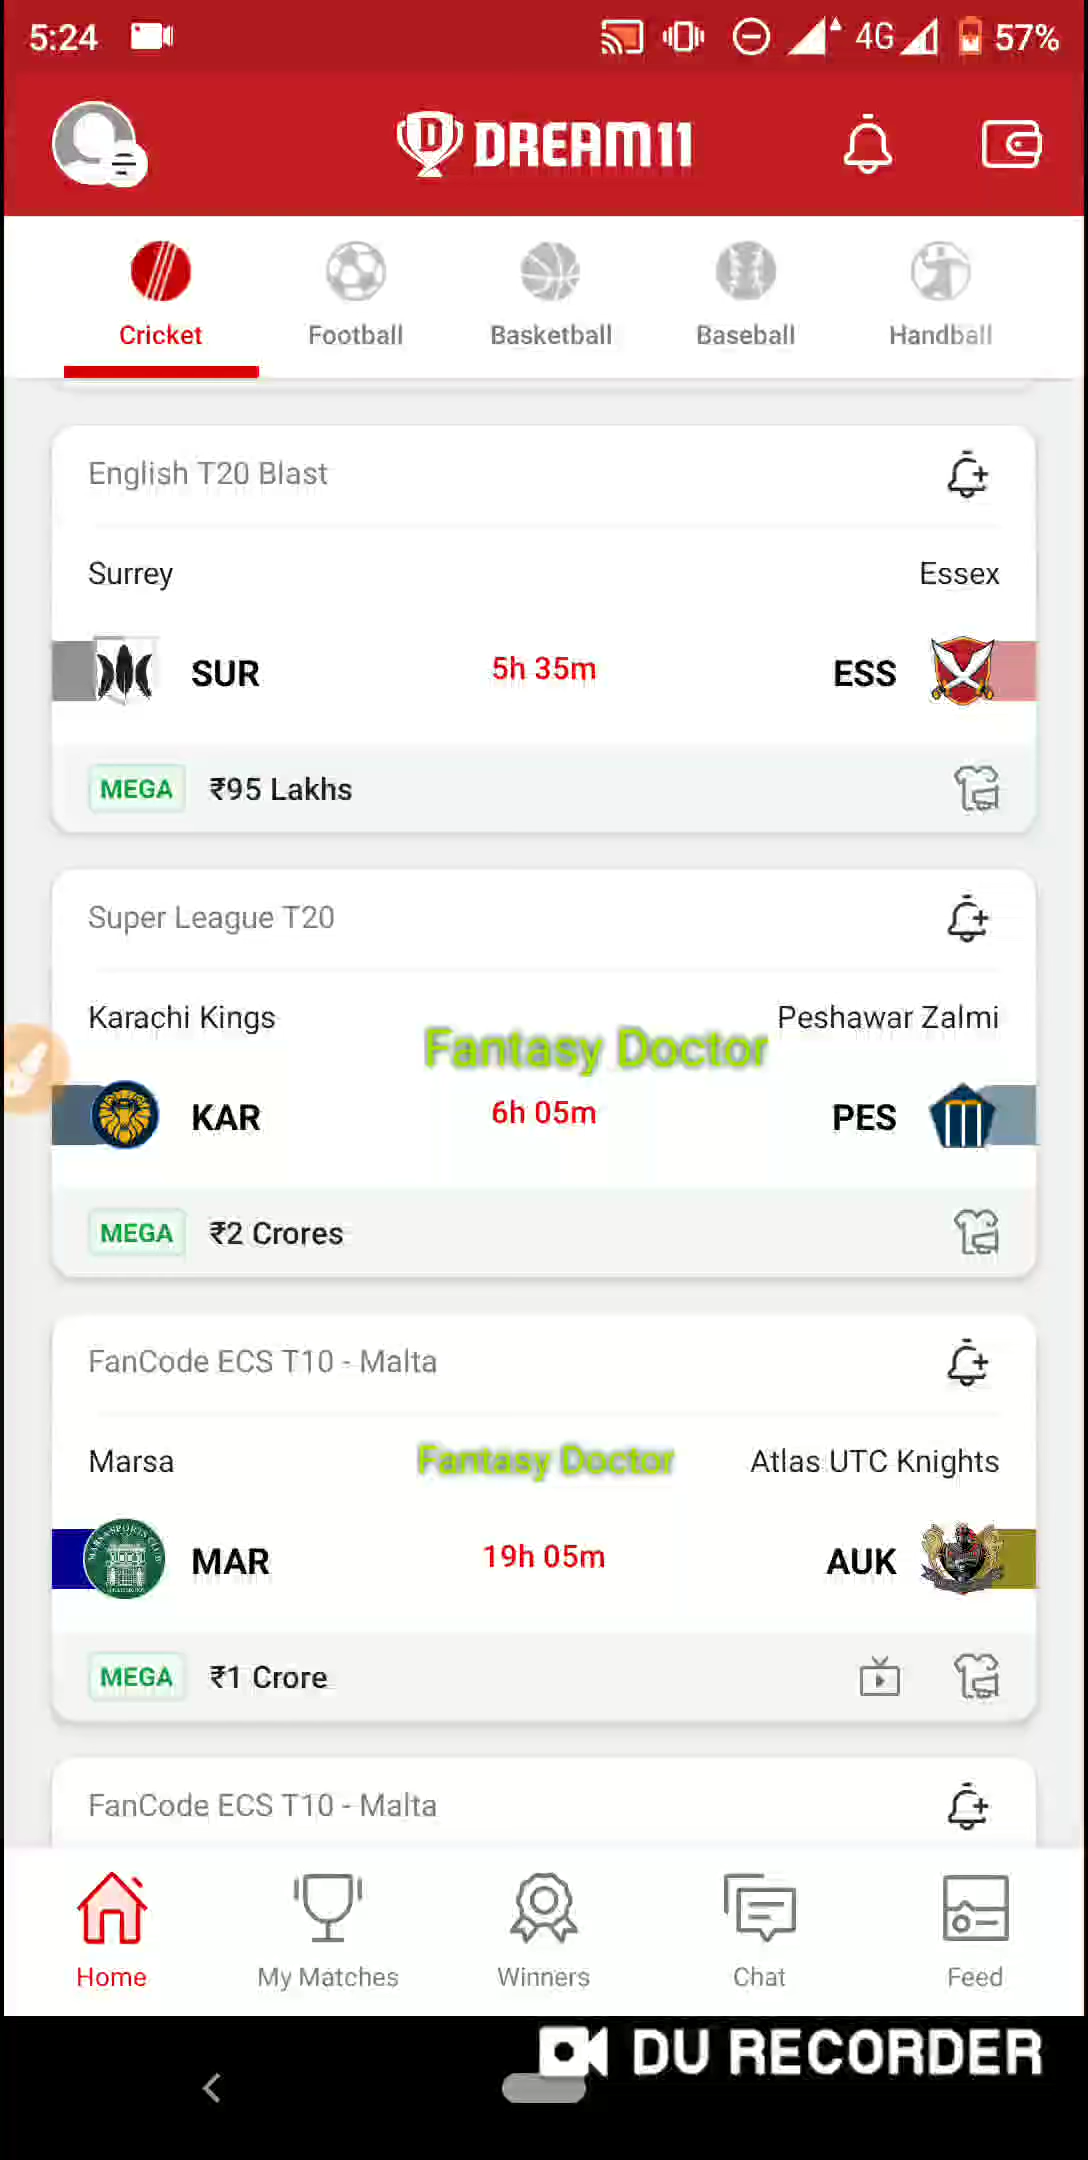 5:24 4G 57%
DREAM11
Cricket Football Basketball Baseball Handball
English T20 Blast
Surrey Essex
SUR 5h 35m ESS
MEGA ₹95 Lakhs
Super League T20
Karachi Kings Peshawar Zalmi
Fantasy Doctor
KAR 6h 05m PES
MEGA ₹2 Crores
FanCode ECS T10 - Malta
Marsa Fantasy Doctor Atlas UTC Knights
MAR 19h 05m AUK
MEGA ₹1 Crore
FanCode ECS T10 - Malta
Home My Matches Winners Chat Feed
DU RECORDER